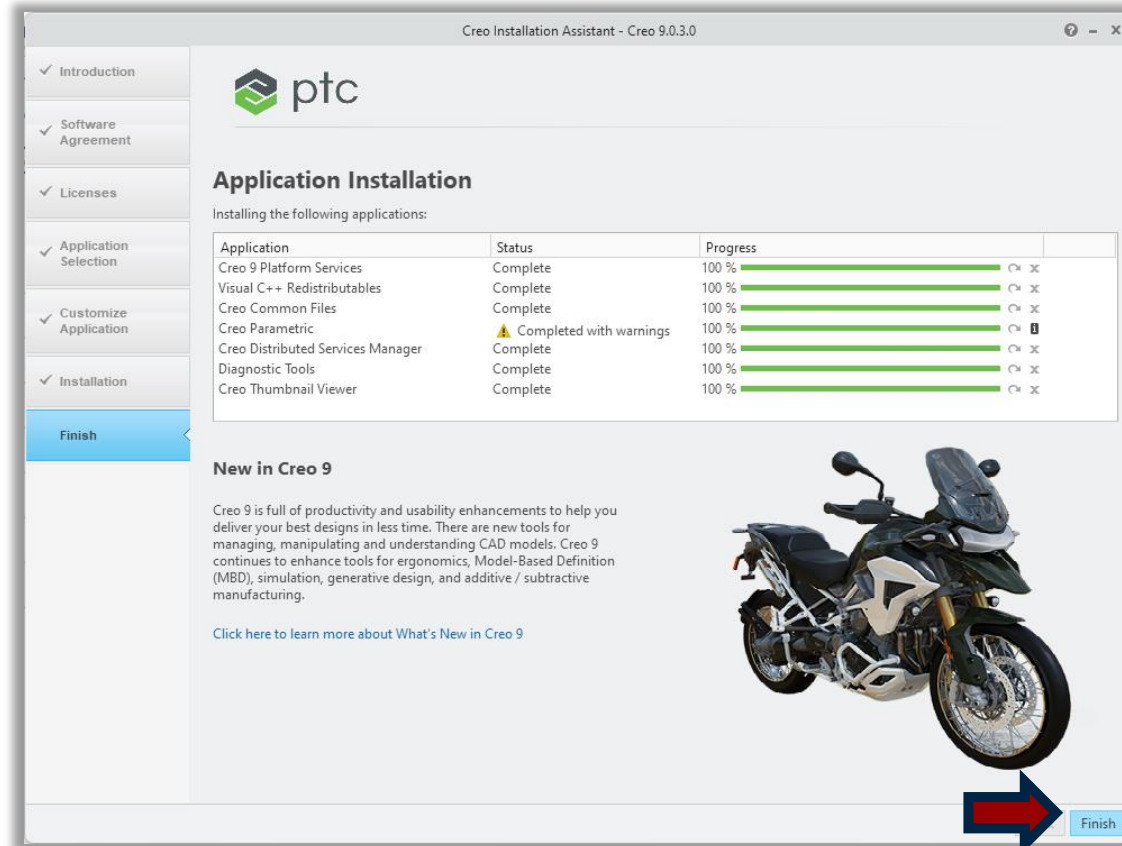 Creo Installation Assistant - Creo 9.0.3.0
Introduction
Software
Agreement
Licenses
Application
Selection
Customize
Application
Installation
Finish
ptc
Application Installation
Installing the following applications:
Application Status Progress
Creo 9 Platform Services Complete 100 %
Visual C++ Redistributables Complete 100 %
Creo Common Files Complete 100 %
Creo Parametric Completed with warnings 100 %
Creo Distributed Services Manager Complete 100 %
Diagnostic Tools Complete 100 %
Creo Thumbnail Viewer Complete 100 %
New in Creo 9
Creo 9 is full of productivity and usability enhancements to help you
deliver your best designs in less time. There are new tools for
managing, manipulating and understanding CAD models. Creo 9
continues to enhance tools for ergonomics, Model-Based Definition
(MBD), simulation, generative design, and additive / subtractive
manufacturing.
Click here to learn more about What's New in Creo 9
Finish